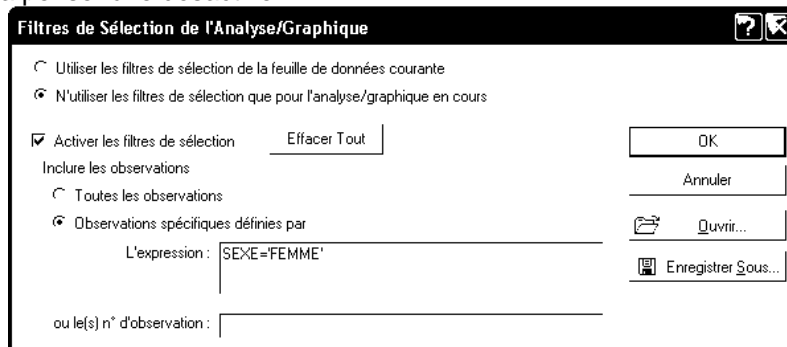 Filtres de Sélection de l'Analyse/Graphique
Utiliser les filtres de sélection de la feuille de données courante
N'utiliser les filtres de sélection que pour l'analyse/graphique en cours
Activer les filtres de sélection
Effacer Tout
OK
Inclure les observations
Annuler
Toutes les observations
Observations spécifiques définies par
Ouvrir...
L'expression :
SEXE='FEMME'
Enregistrer Sous...
ou le(s) n° d'observation :